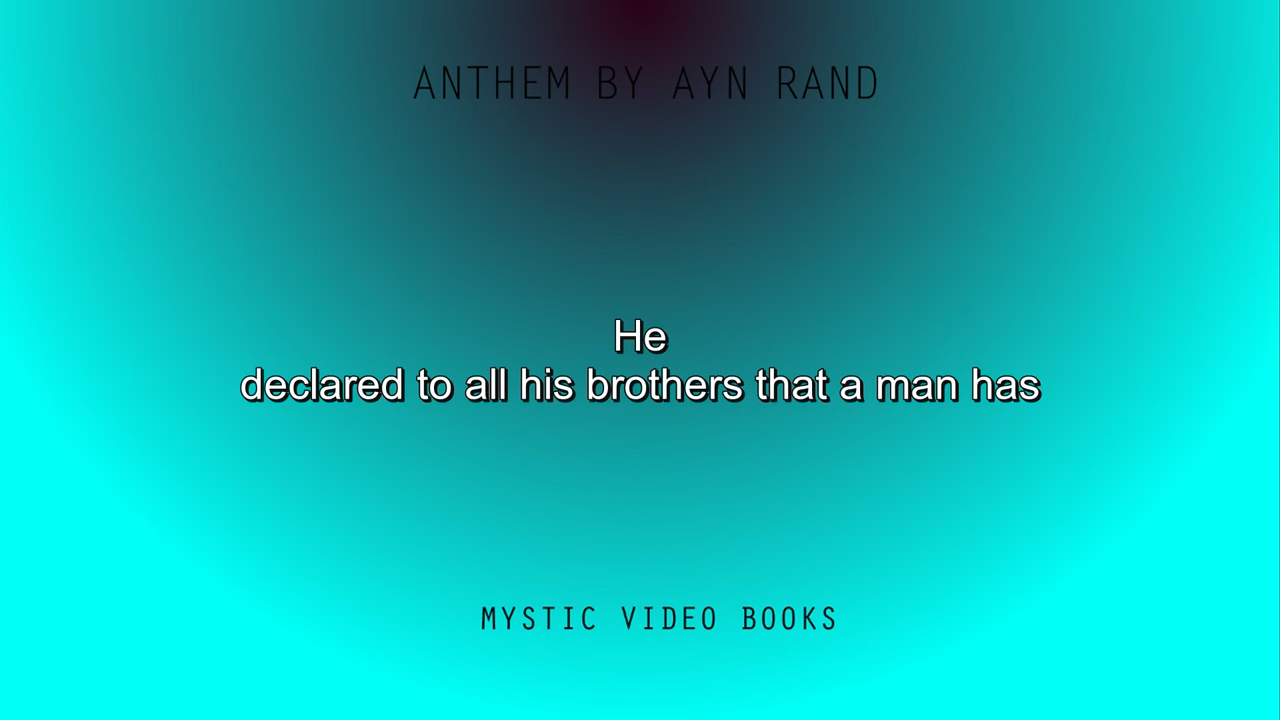 ANTHEM BY AYN RAND
He
declared to all his brothers that a man has
MYSTIC VIDEO BOOKS